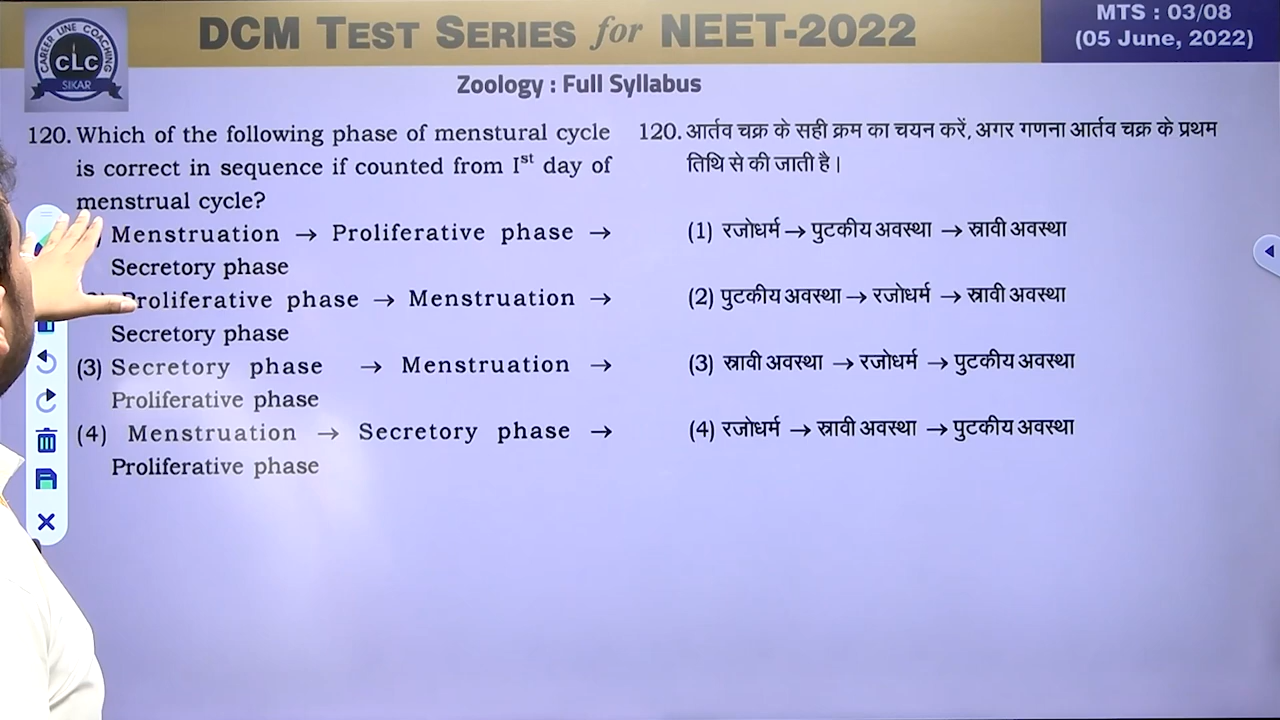 CAREER LINE COACHING
CLC
SIKAR
DCM TEST SERIES for NEET-2022
MTS : 03/08
(05 June, 2022)
Zoology : Full Syllabus
120. Which of the following phase of menstural cycle
is correct in sequence if counted from Ist day of
menstrual cycle?
Menstruation → Proliferative phase →
Secretory phase
Proliferative phase → Menstruation →
Secretory phase
(3) Secretory phase → Menstruation →
Proliferative phase
(4) Menstruation → Secretory phase →
Proliferative phase
120. आर्तव चक्र के सही क्रम का चयन करें, अगर गणना आर्तव चक्र के प्रथम
तिथि से की जाती है।
(1) रजोधर्म → पुटकीय अवस्था → स्रावी अवस्था
(2) पुटकीय अवस्था → रजोधर्म → स्रावी अवस्था
(3) स्रावी अवस्था → रजोधर्म → पुटकीय अवस्था
(4) रजोधर्म → स्रावी अवस्था → पुटकीय अवस्था